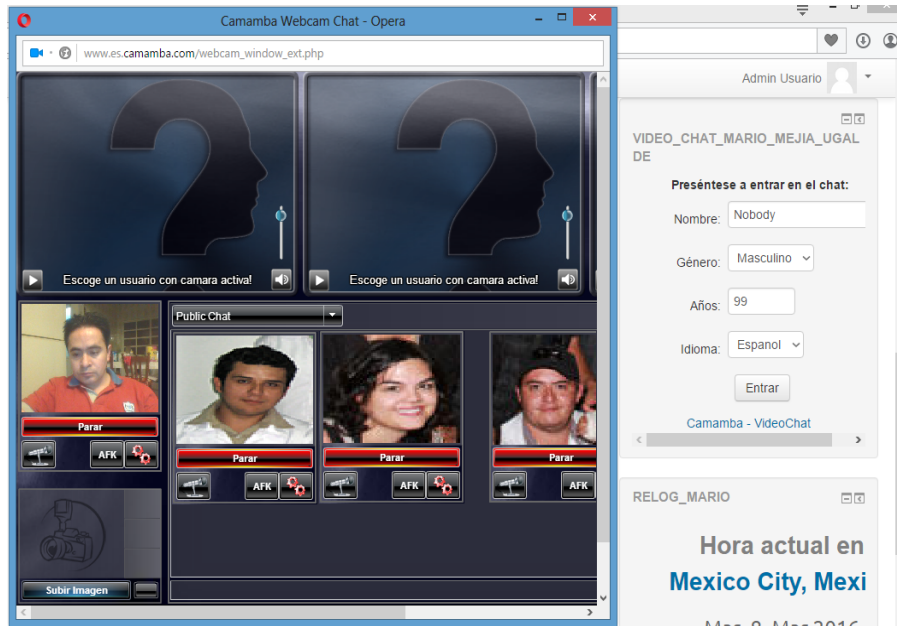 Camamba Webcam Chat - Opera
www.es.camamba.com/webcam_window_ext.php
Escoge un usuario con camara activa!
Escoge un usuario con camara activa!
Public Chat
Parar
AFK
Parar
AFK
Parar
AFK
Parar
AFK
Subir Imagen
Admin Usuario
VIDEO_CHAT_MARIO_MEJIA_UGAL
DE
Preséntese a entrar en el chat:
Nombre: Nobody
Género: Masculino
Años: 99
Idioma: Espanol
Entrar
Camamba - VideoChat
RELOG_MARIO
Hora actual en
Mexico City, Mexi